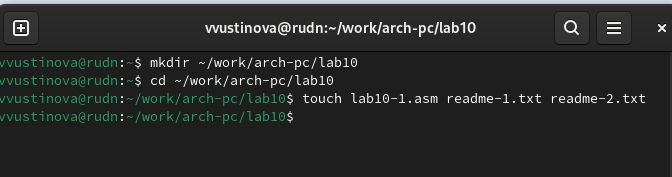 vvustinova@rudn:~/work/arch-pc/lab10
vvustinova@rudn:~$ mkdir ~/work/arch-pc/lab10
vvustinova@rudn:~$ cd ~/work/arch-pc/lab10
vvustinova@rudn:~/work/arch-pc/lab10$ touch lab10-1.asm readme-1.txt readme-2.txt
vvustinova@rudn:~/work/arch-pc/lab10$